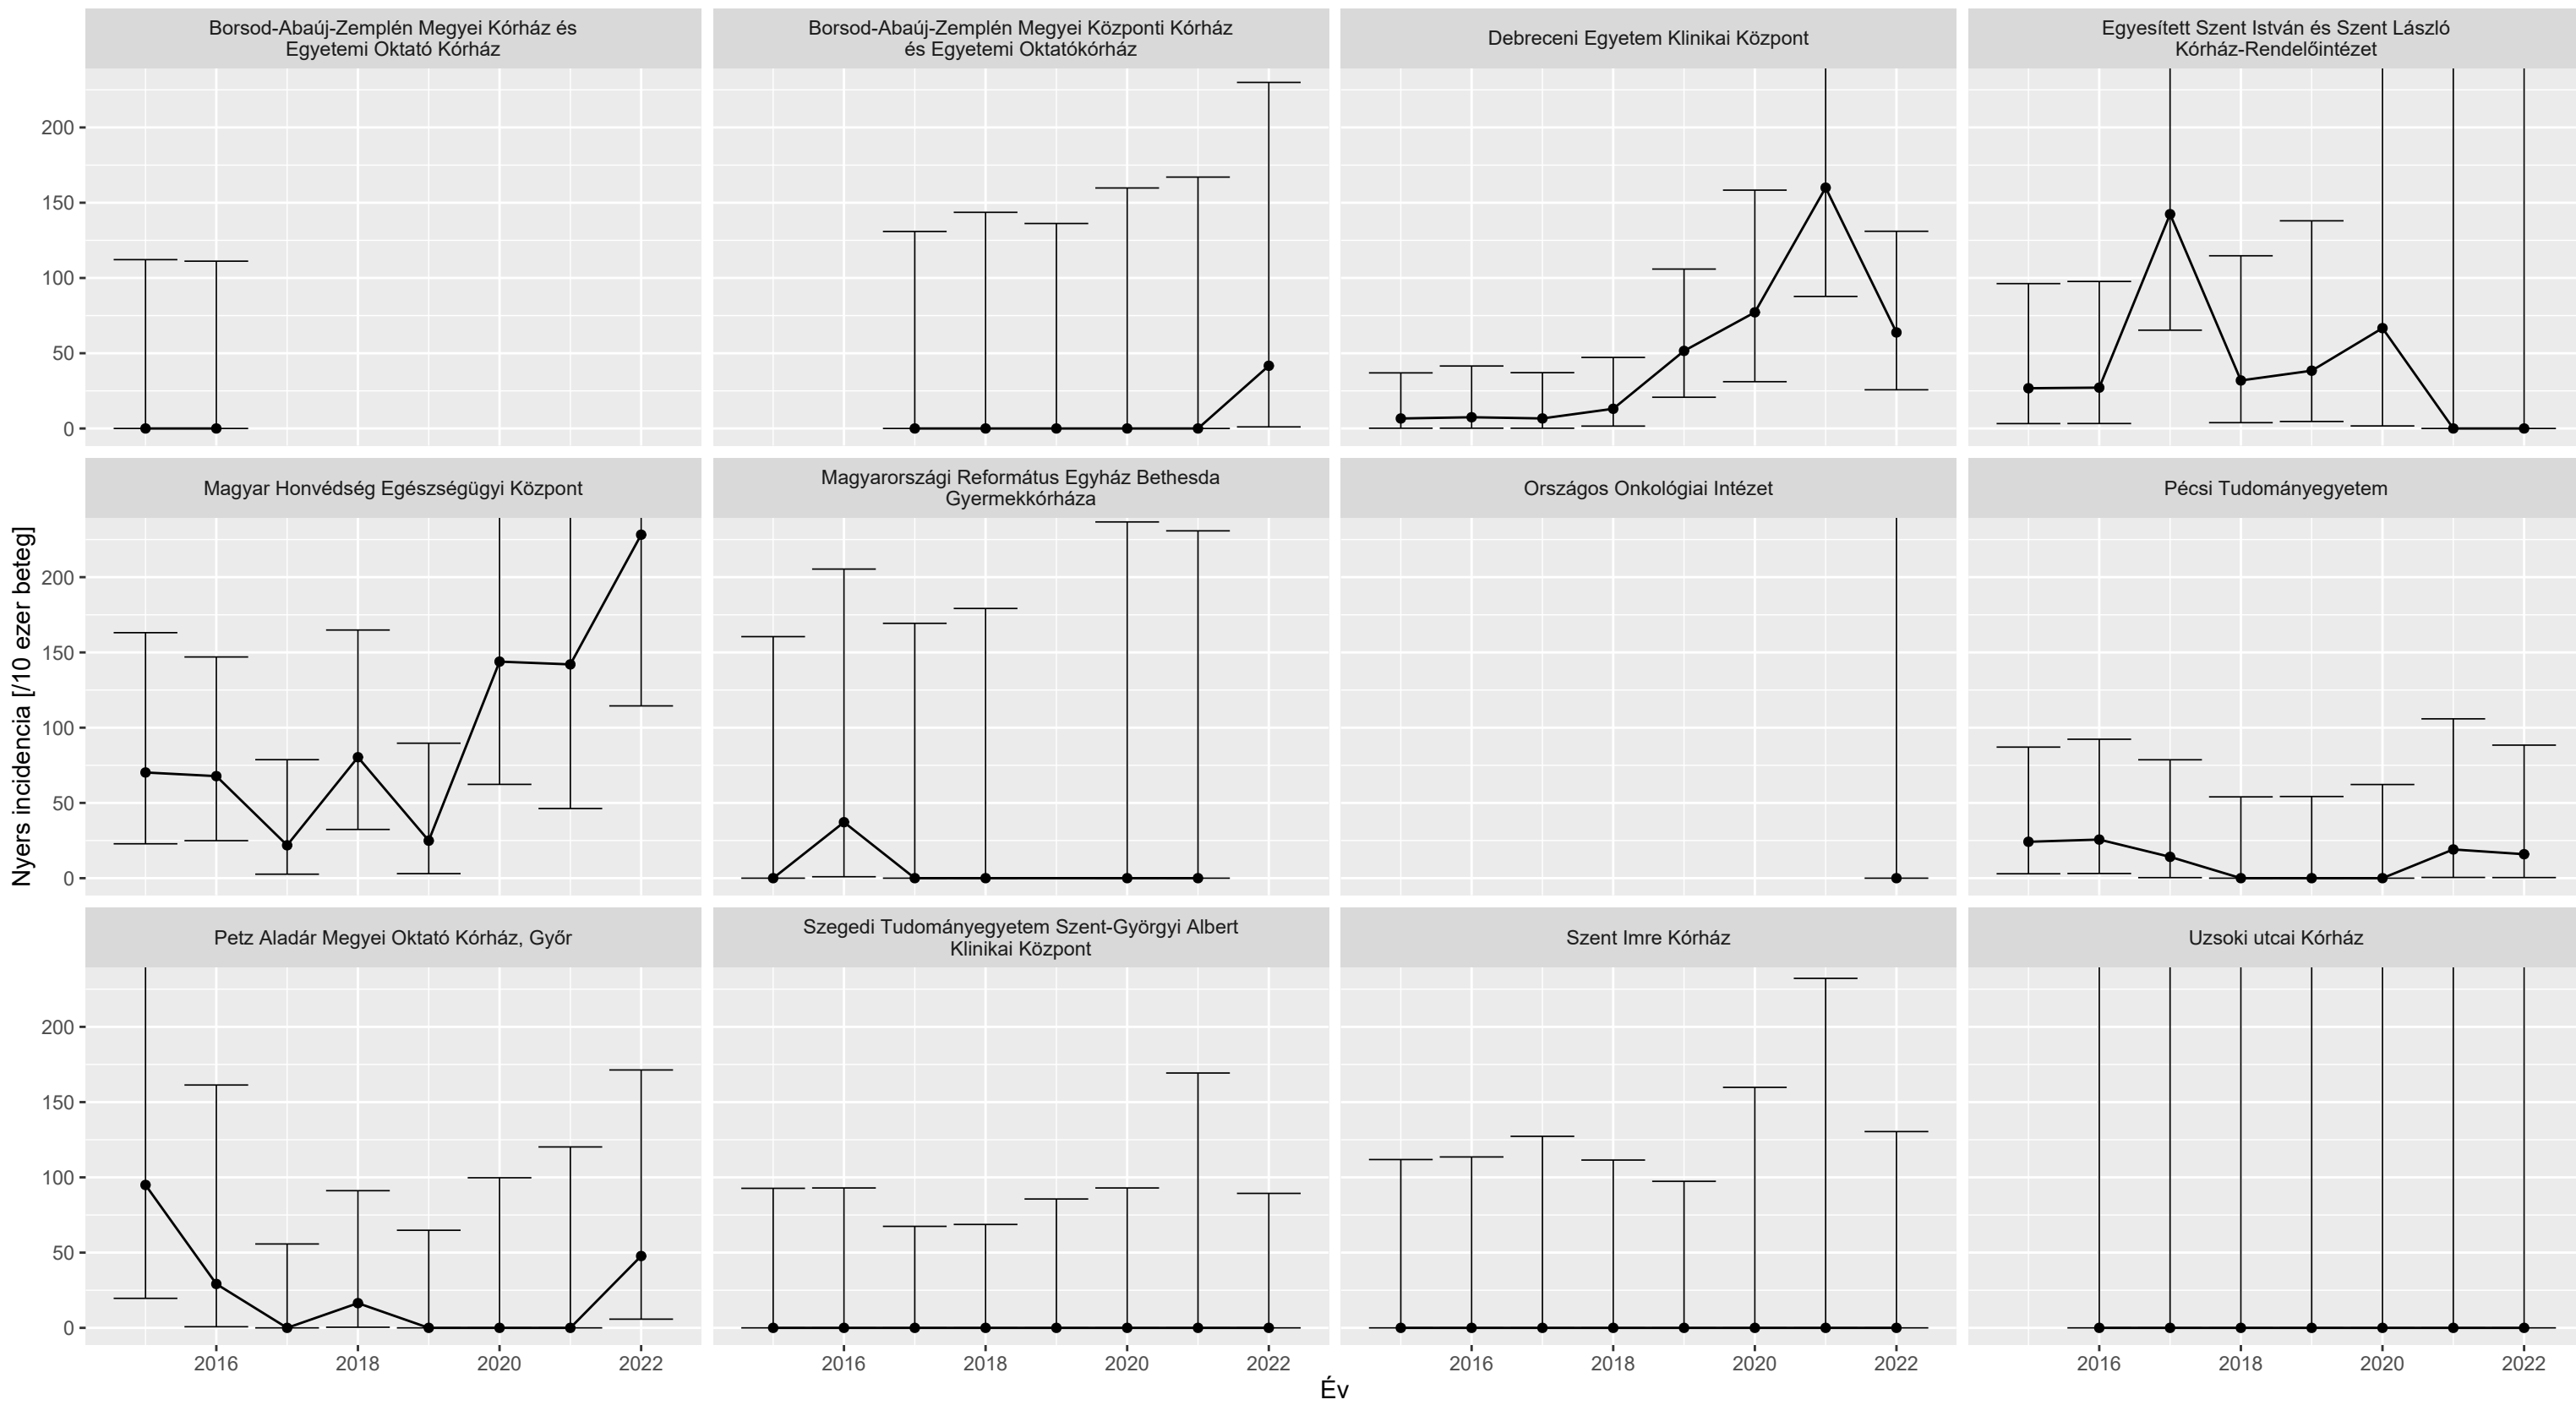 Borsod-Abaúj-Zemplén Megyei Kórház és
Egyetemi Oktató Kórház
Borsod-Abaúj-Zemplén Megyei Központi Kórház
és Egyetemi Oktatókórház
Debreceni Egyetem Klinikai Központ
Egyesített Szent István és Szent László
Kórház-Rendelőintézet
200
150
100
50
0
Magyar Honvédség Egészségügyi Központ
Magyarországi Református Egyház Bethesda
Gyermekkórháza
Országos Onkológiai Intézet
Pécsi Tudományegyetem
Nyers incidencia [/10 ezer beteg]
200
150
100
50
0
Petz Aladár Megyei Oktató Kórház, Győr
Szegedi Tudományegyetem Szent-Györgyi Albert
Klinikai Központ
Szent Imre Kórház
Uzsoki utcai Kórház
200
150
100
50
0
2016 2018 2020 2022
2016 2018 2020 2022
2016 2018 2020 2022
2016 2018 2020 2022
Év